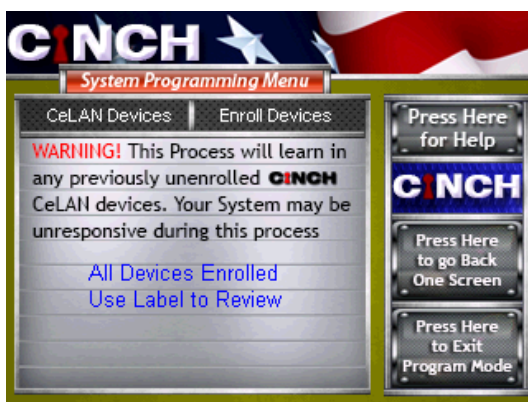 CINCH
System Programming Menu
CeLAN Devices
Enroll Devices
WARNING! This Process will learn in
any previously unenrolled CINCH
CeLAN devices. Your System may be
unresponsive during this process
All Devices Enrolled
Use Label to Review
Press Here
for Help
CINCH
Press Here
to go Back
One Screen
Press Here
to Exit
Program Mode